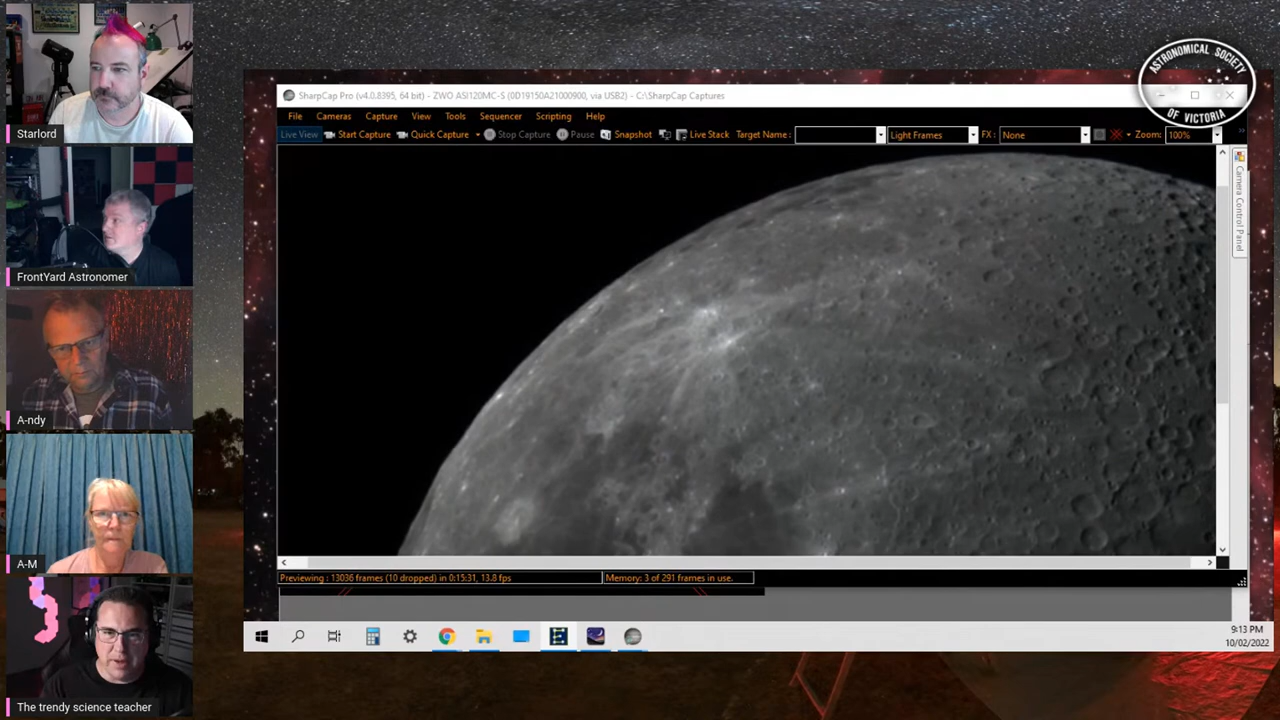 Starlord
FrontYard Astronomer
A-ndy
A-M
The trendy science teacher
ASTRONOMICAL SOCIETY
OF VICTORIA
SharpCap Pro (v4.0.8395, 64 bit) - ZWO ASI120MC-S (0D19150A21000900, via USB2) - C:\SharpCap Captures
File Cameras Capture View Tools Sequencer Scripting Help
Live View Start Capture Quick Capture Stop Capture Pause Snapshot Live Stack Target Name : Light Frames FX : None Zoom: 100%
Camera Control Panel
Previewing : 13036 frames (10 dropped) in 0:15:31, 13.8 fps Memory: 3 of 291 frames in use.
9:13 PM
10/02/2022